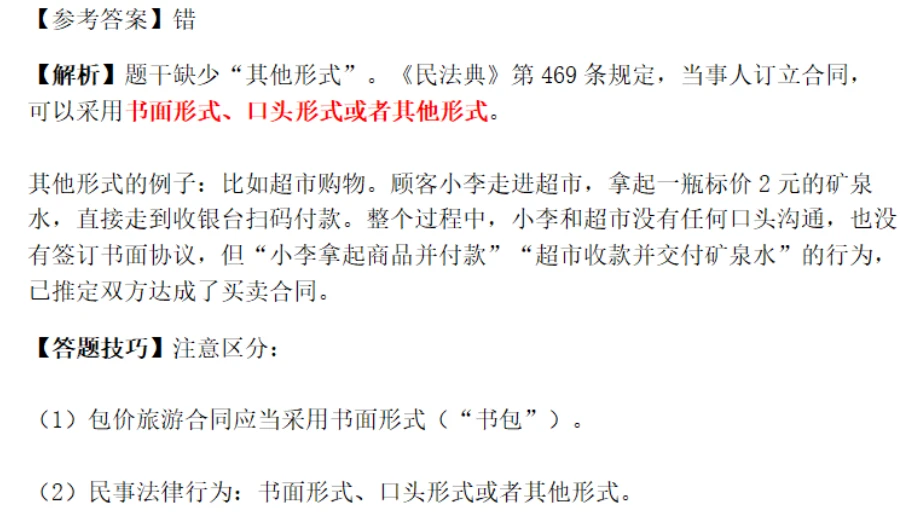 【参考答案】错
【解析】题干缺少“其他形式”。《民法典》第 469 条规定，当事人订立合同，
可以采用书面形式、口头形式或者其他形式。
其他形式的例子：比如超市购物。顾客小李走进超市，拿起一瓶标价 2 元的矿泉
水，直接走到收银台扫码付款。整个过程中，小李和超市没有任何口头沟通，也没
有签订书面协议，但“小李拿起商品并付款”“超市收款并交付矿泉水”的行为，
已推定双方达成了买卖合同。
【答题技巧】注意区分：
（1）包价旅游合同应当采用书面形式（“书包”）。
（2）民事法律行为：书面形式、口头形式或者其他形式。